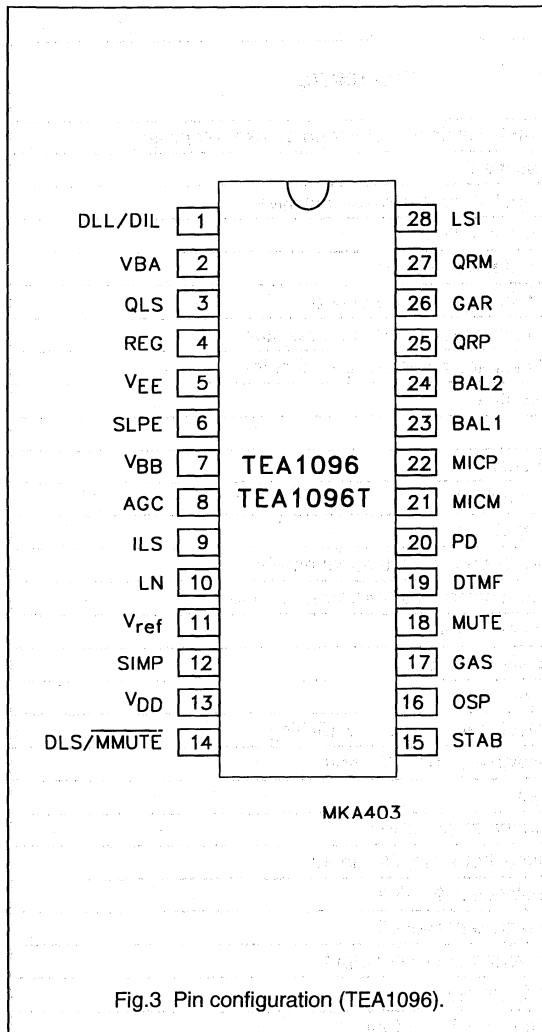 DLL/DIL 1 28 LSI
VBA 2 27 QRM
QLS 3 26 GAR
REG 4 25 QRP
VEE 5 24 BAL2
SLPE 6 23 BAL1
VBB 7 22 MICP
TEA1096
AGC 8 21 MICM
TEA1096T
ILS 9 20 PD
LN 10 19 DTMF
Vref 11 18 MUTE
SIMP 12 17 GAS
VDD 13 16 OSP
DLS/MMUTE 14 15 STAB
MKA403
Fig.3 Pin configuration (TEA1096).